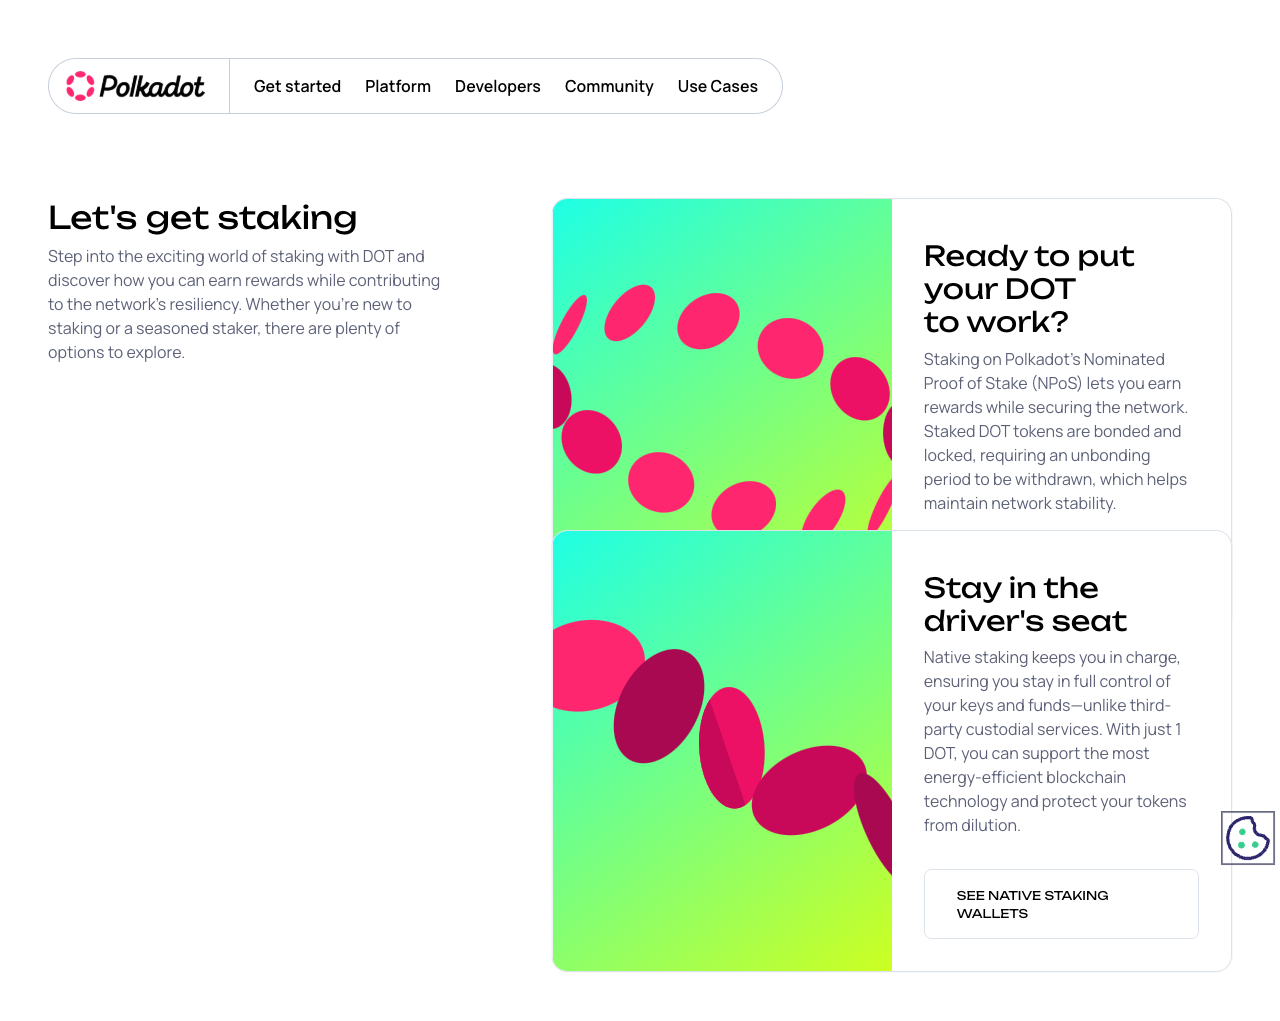 Polkadot
Get started
Platform
Developers
Community
Use Cases
Let's get staking
Step into the exciting world of staking with DOT and
discover how you can earn rewards while contributing
to the network’s resiliency. Whether you’re new to
staking or a seasoned staker, there are plenty of
options to explore.
Ready to put
your DOT
to work?
Staking on Polkadot’s Nominated
Proof of Stake (NPoS) lets you earn
rewards while securing the network.
Staked DOT tokens are bonded and
locked, requiring an unbonding
period to be withdrawn, which helps
maintain network stability.
Stay in the
driver's seat
Native staking keeps you in charge,
ensuring you stay in full control of
your keys and funds—unlike third-
party custodial services. With just 1
DOT, you can support the most
energy-efficient blockchain
technology and protect your tokens
from dilution.
SEE NATIVE STAKING
WALLETS